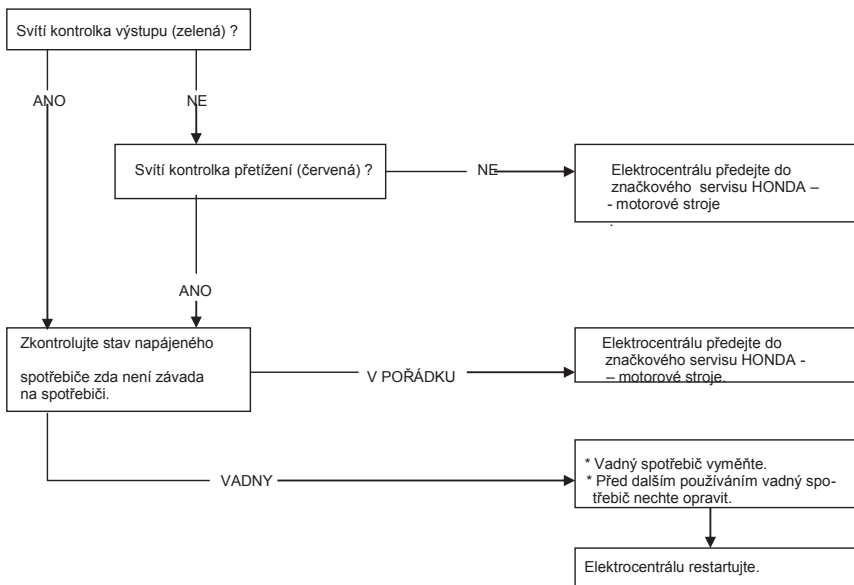 Svítí kontrolka výstupu (zelená) ?
ANO
NE
Svítí kontrolka přetížení (červená) ?
NE
Elektrocentrálu předejte do
značkového servisu HONDA –
- motorové stroje
.
ANO
Zkontrolujte stav napájeného
spotřebiče zda není závada
na spotřebiči.
V POŘÁDKU
Elektrocentrálu předejte do
značkového servisu HONDA -
– motorové stroje.
VADNY
* Vadný spotřebič vyměňte.
* Před dalším používáním vadný spo-
třebič nechte opravit.
Elektrocentrálu restartujte.